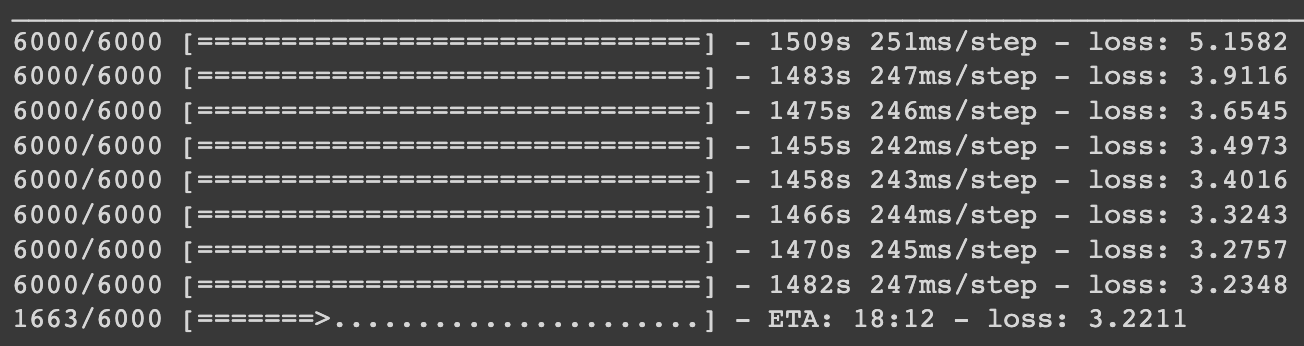 6000/6000 [==============================] - 1509s 251ms/step - loss: 5.1582
6000/6000 [==============================] - 1483s 247ms/step - loss: 3.9116
6000/6000 [==============================] - 1475s 246ms/step - loss: 3.6545
6000/6000 [==============================] - 1455s 242ms/step - loss: 3.4973
6000/6000 [==============================] - 1458s 243ms/step - loss: 3.4016
6000/6000 [==============================] - 1466s 244ms/step - loss: 3.3243
6000/6000 [==============================] - 1470s 245ms/step - loss: 3.2757
6000/6000 [==============================] - 1482s 247ms/step - loss: 3.2348
1663/6000 [=======>......................] - ETA: 18:12 - loss: 3.2211